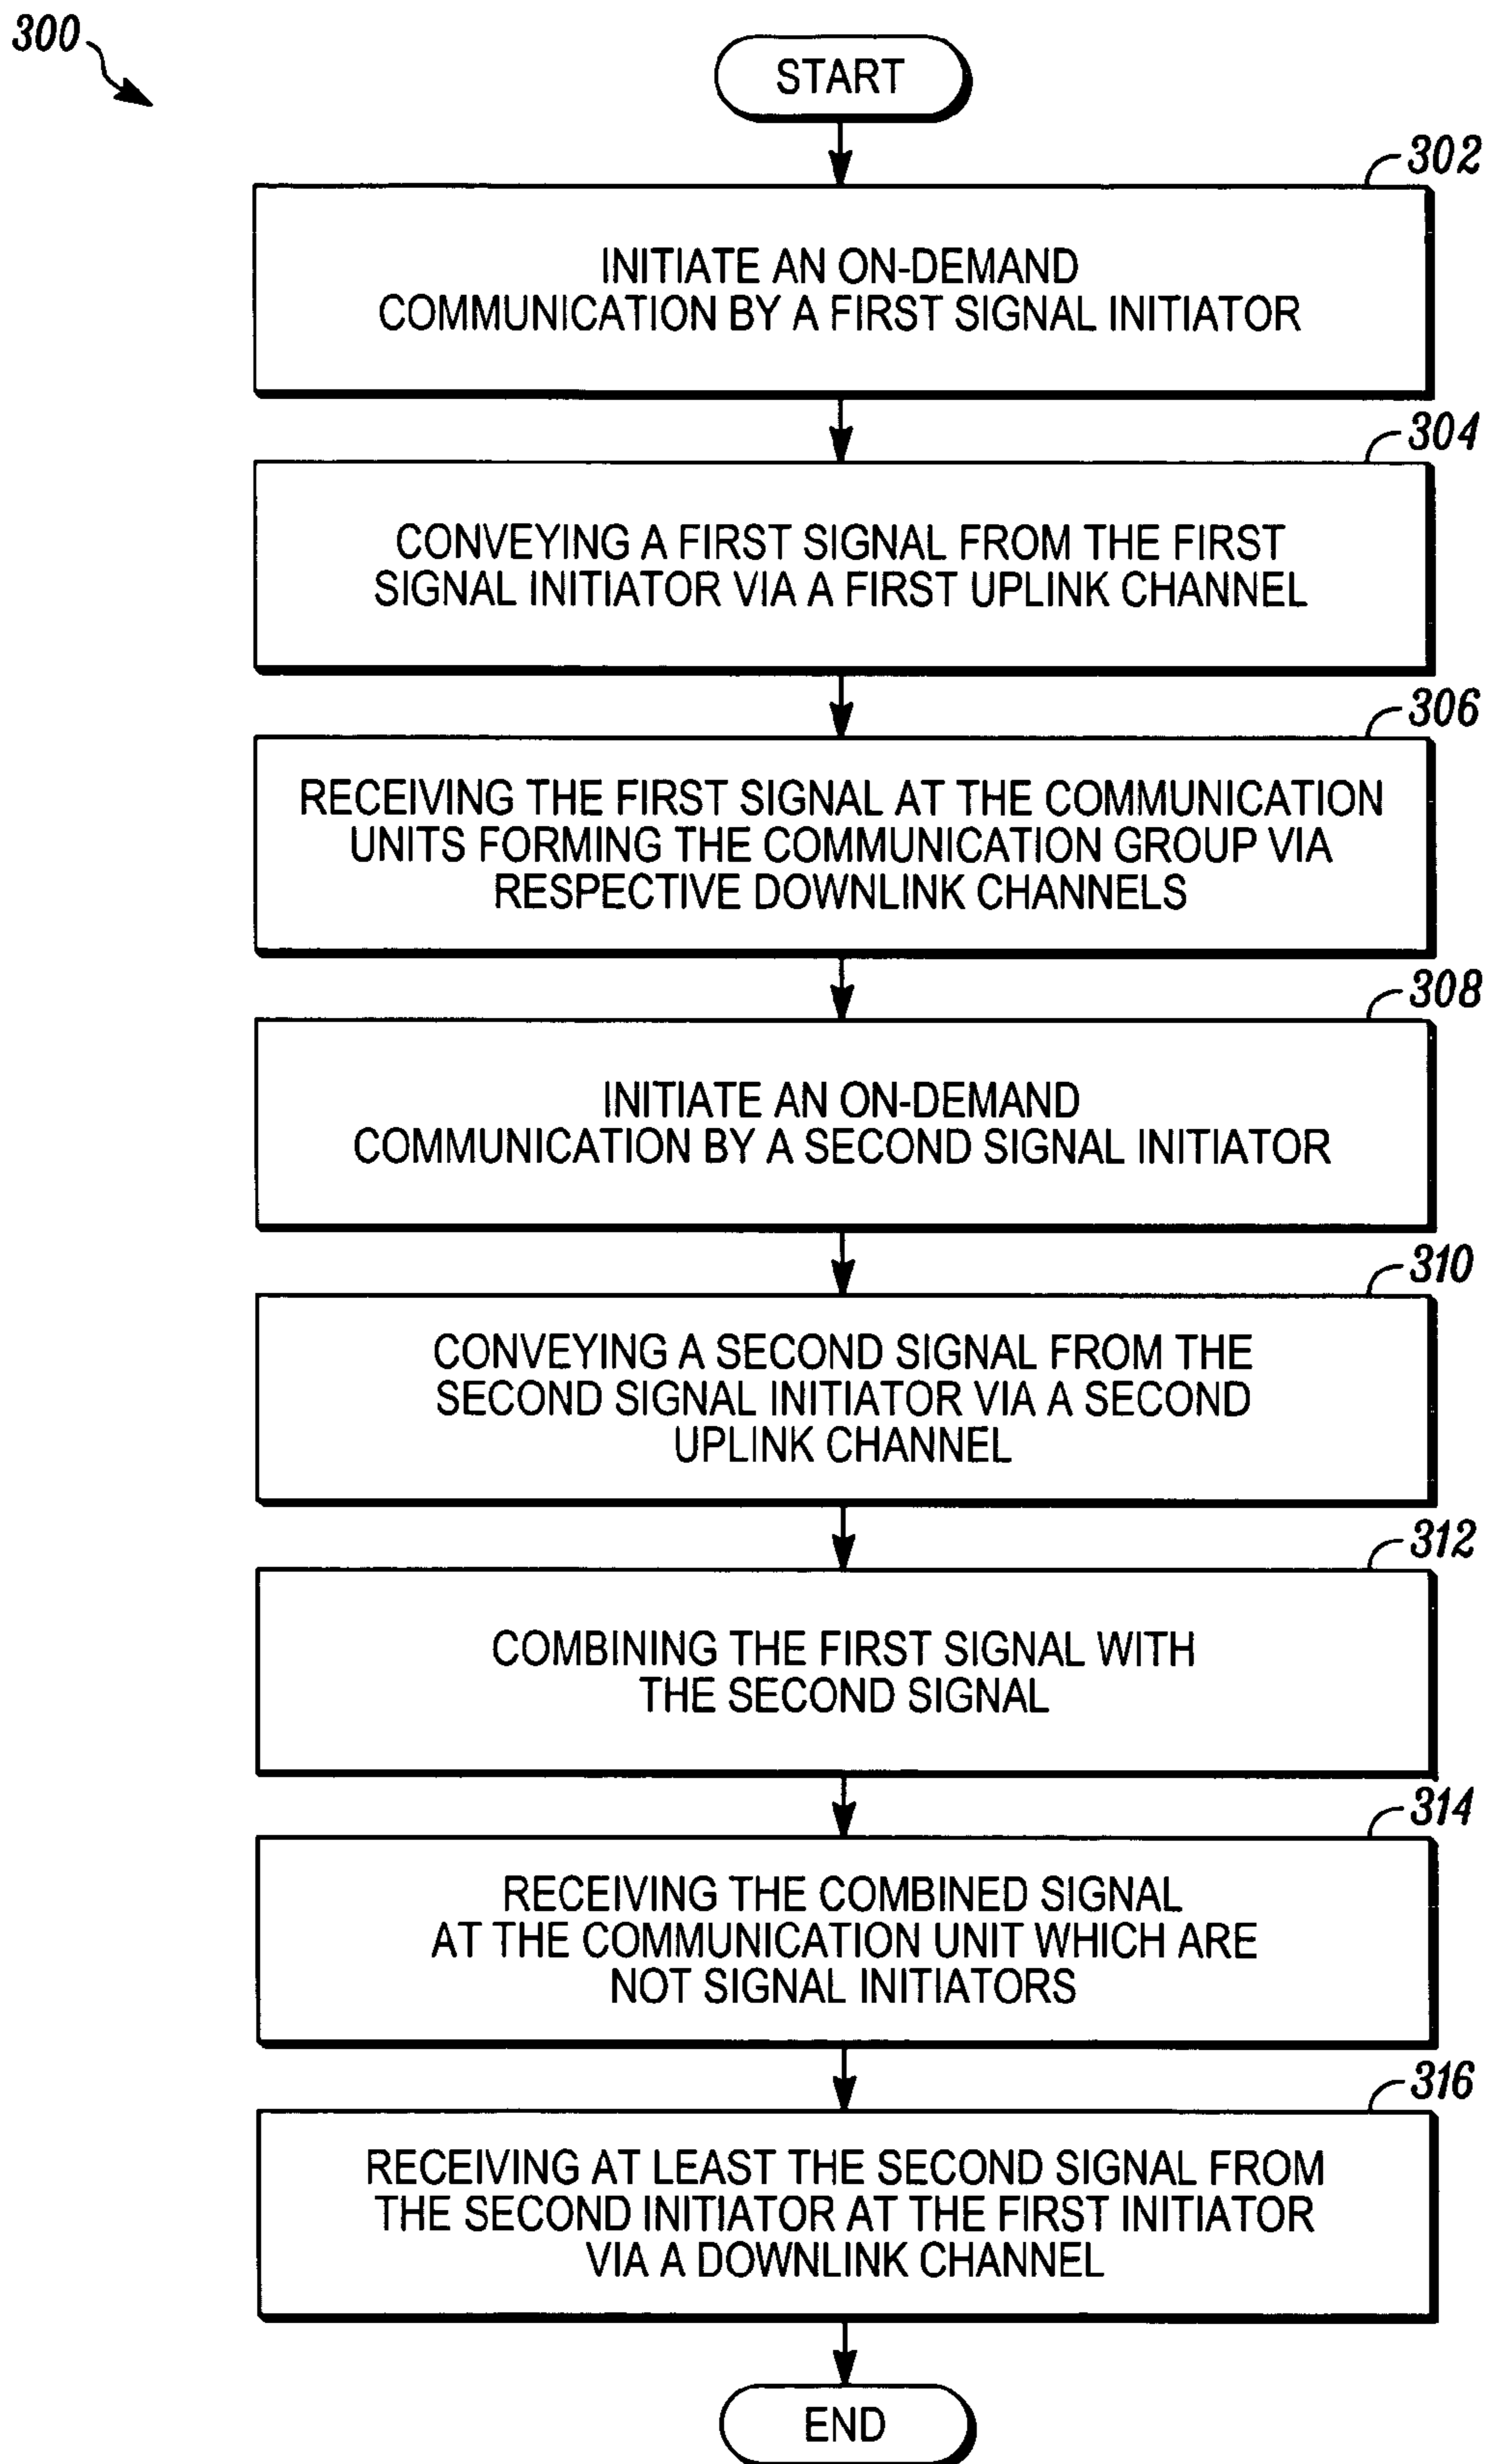 300
START
302
INITIATE AN ON-DEMAND
COMMUNICATION BY A FIRST SIGNAL INITIATOR
304
CONVEYING A FIRST SIGNAL FROM THE FIRST
SIGNAL INITIATOR VIA A FIRST UPLINK CHANNEL
306
RECEIVING THE FIRST SIGNAL AT THE COMMUNICATION
UNITS FORMING THE COMMUNICATION GROUP VIA
RESPECTIVE DOWNLINK CHANNELS
308
INITIATE AN ON-DEMAND
COMMUNICATION BY A SECOND SIGNAL INITIATOR
310
CONVEYING A SECOND SIGNAL FROM THE
SECOND SIGNAL INITIATOR VIA A SECOND
UPLINK CHANNEL
312
COMBINING THE FIRST SIGNAL WITH
THE SECOND SIGNAL
314
RECEIVING THE COMBINED SIGNAL
AT THE COMMUNICATION UNIT WHICH ARE
NOT SIGNAL INITIATORS
316
RECEIVING AT LEAST THE SECOND SIGNAL FROM
THE SECOND INITIATOR AT THE FIRST INITIATOR
VIA A DOWNLINK CHANNEL
END